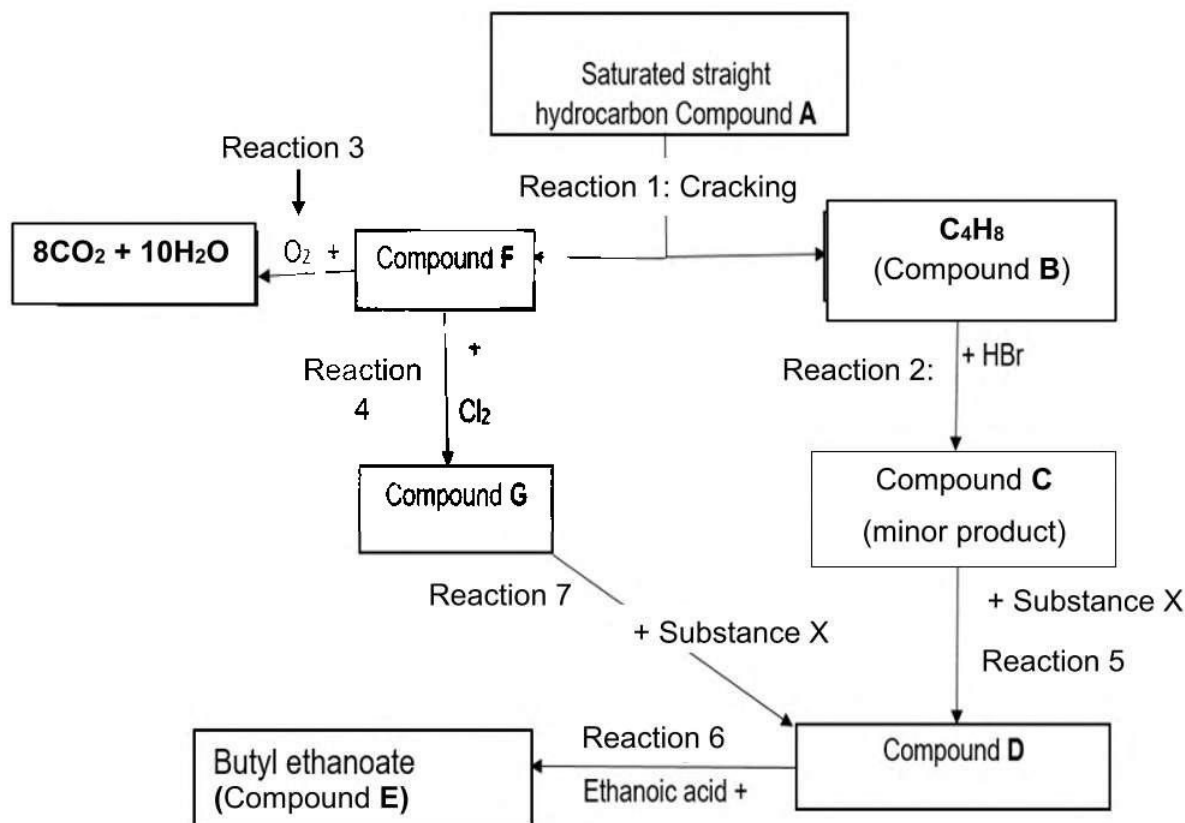 Saturated straight
hydrocarbon Compound A
Reaction 3
Reaction 1: Cracking
8CO₂ + 10H₂O
O₂ +
Compound F
C₄H₈
(Compound B)
+
Reaction
4
Cl₂
Reaction 2:
+ HBr
Compound G
Compound C
(minor product)
Reaction 7
+ Substance X
+ Substance X
Reaction 5
Reaction 6
Ethanoic acid +
Compound D
Butyl ethanoate
(Compound E)